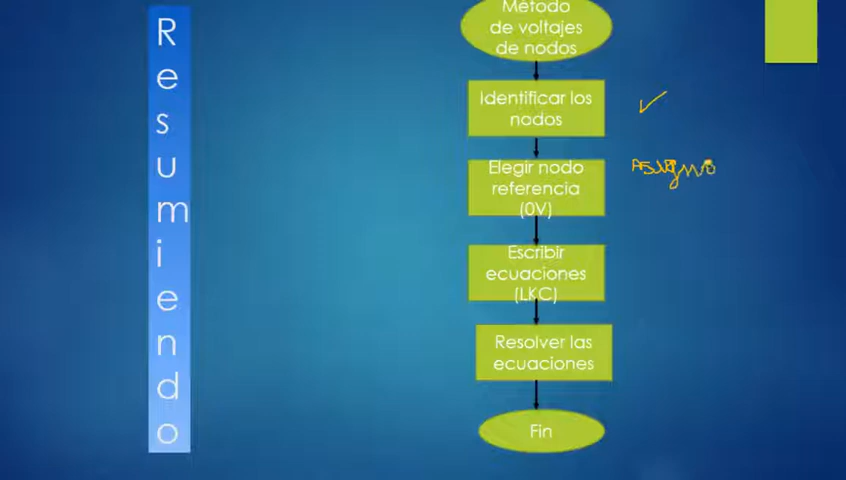 Resumiendo
Método
de voltajes
de nodos
Identificar los
nodos
Elegir nodo
referencia
(0V)
Escribir
ecuaciones
(LKC)
Resolver las
ecuaciones
Fin